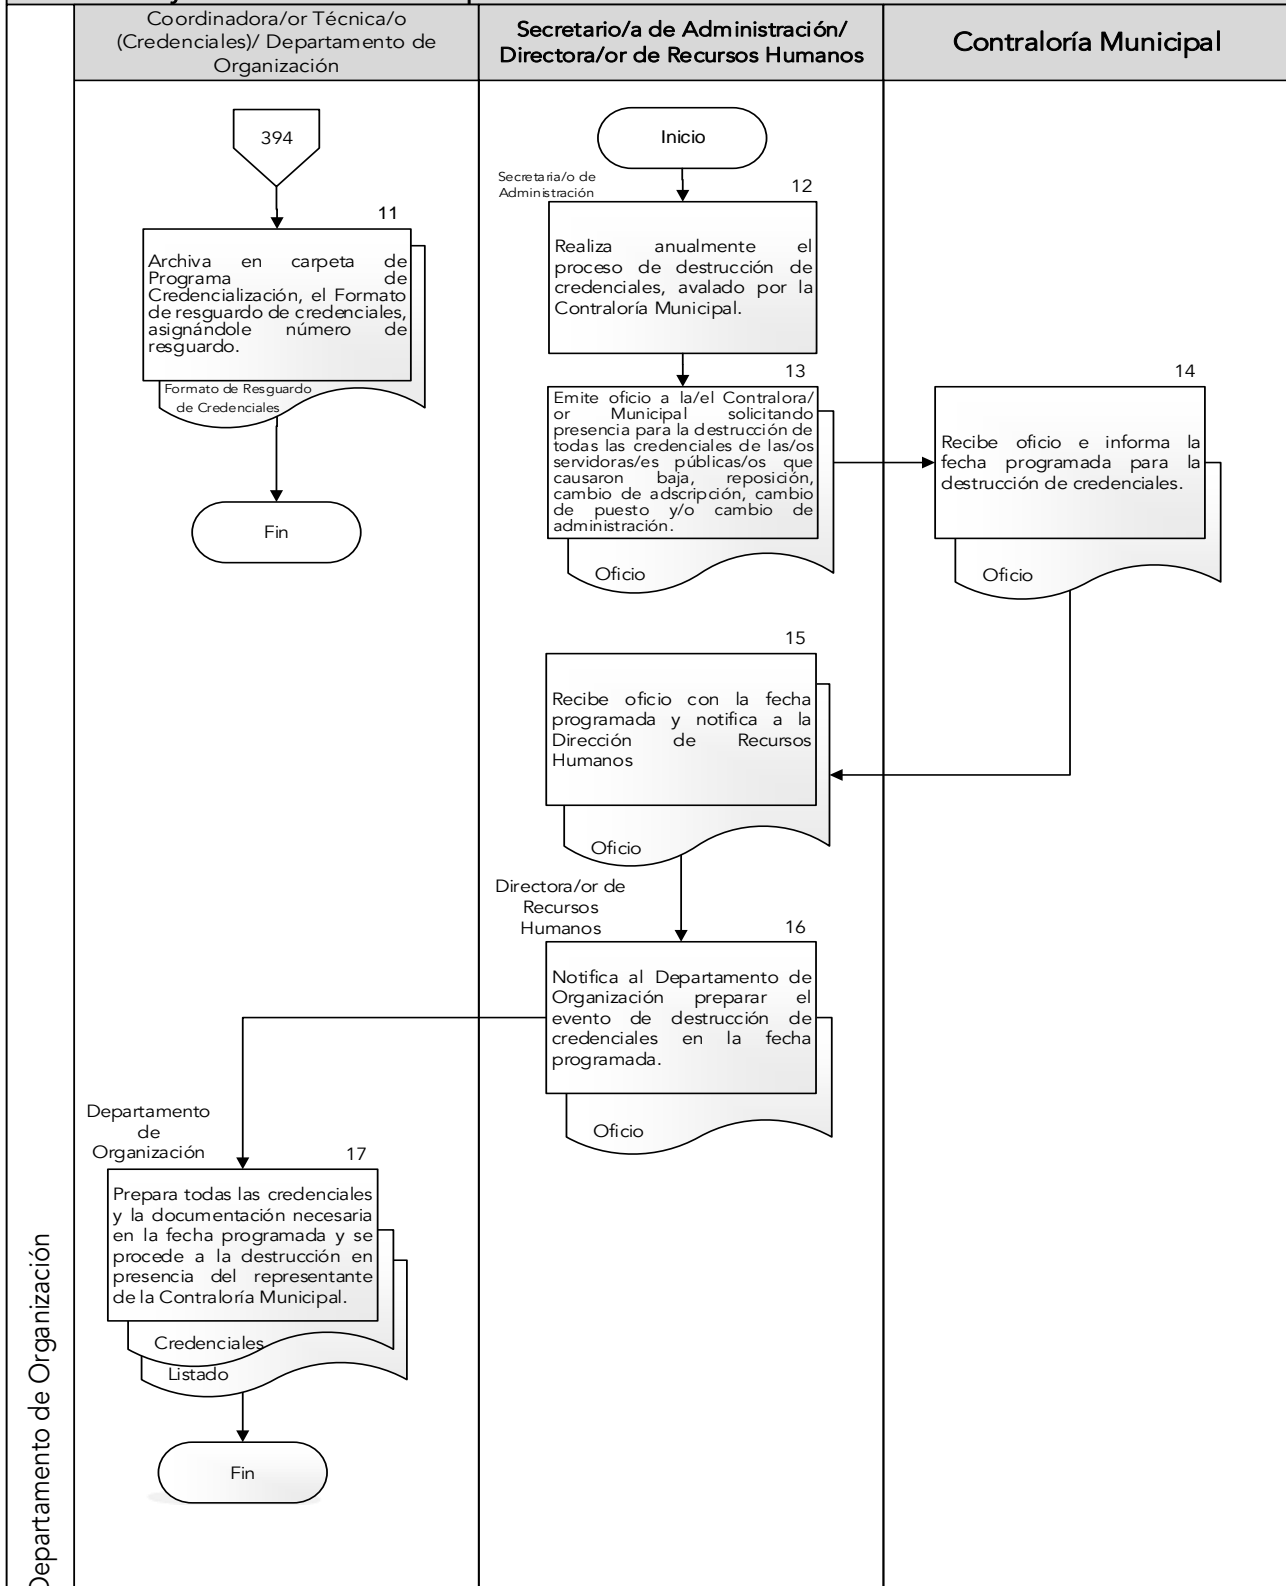 Coordinadora/or Técnica/o
(Credenciales)/ Departamento de
Organización
Secretario/a de Administración/
Directora/or de Recursos Humanos
Contraloría Municipal
394
11
Archiva en carpeta de
Programa de
Credencialización, el Formato
de resguardo de credenciales,
asignándole número de
resguardo.
Formato de Resguardo
de Credenciales
Fin
Inicio
Secretaria/o de
Administración
12
Realiza anualmente el
proceso de destrucción de
credenciales, avalado por la
Contraloría Municipal.
13
Emite oficio a la/el Contralora/
or Municipal solicitando
presencia para la destrucción de
todas las credenciales de las/os
servidoras/es públicas/os que
causaron baja, reposición,
cambio de adscripción, cambio
de puesto y/o cambio de
administración.
Oficio
14
Recibe oficio e informa la
fecha programada para la
destrucción de credenciales.
Oficio
15
Recibe oficio con la fecha
programada y notifica a la
Dirección de Recursos
Humanos
Oficio
Directora/or de
Recursos
Humanos
16
Notifica al Departamento de
Organización preparar el
evento de destrucción de
credenciales en la fecha
programada.
Oficio
Departamento
de
Organización
17
Prepara todas las credenciales
y la documentación necesaria
en la fecha programada y se
procede a la destrucción en
presencia del representante
de la Contraloría Municipal.
Credenciales
Listado
Fin
Departamento de Organización